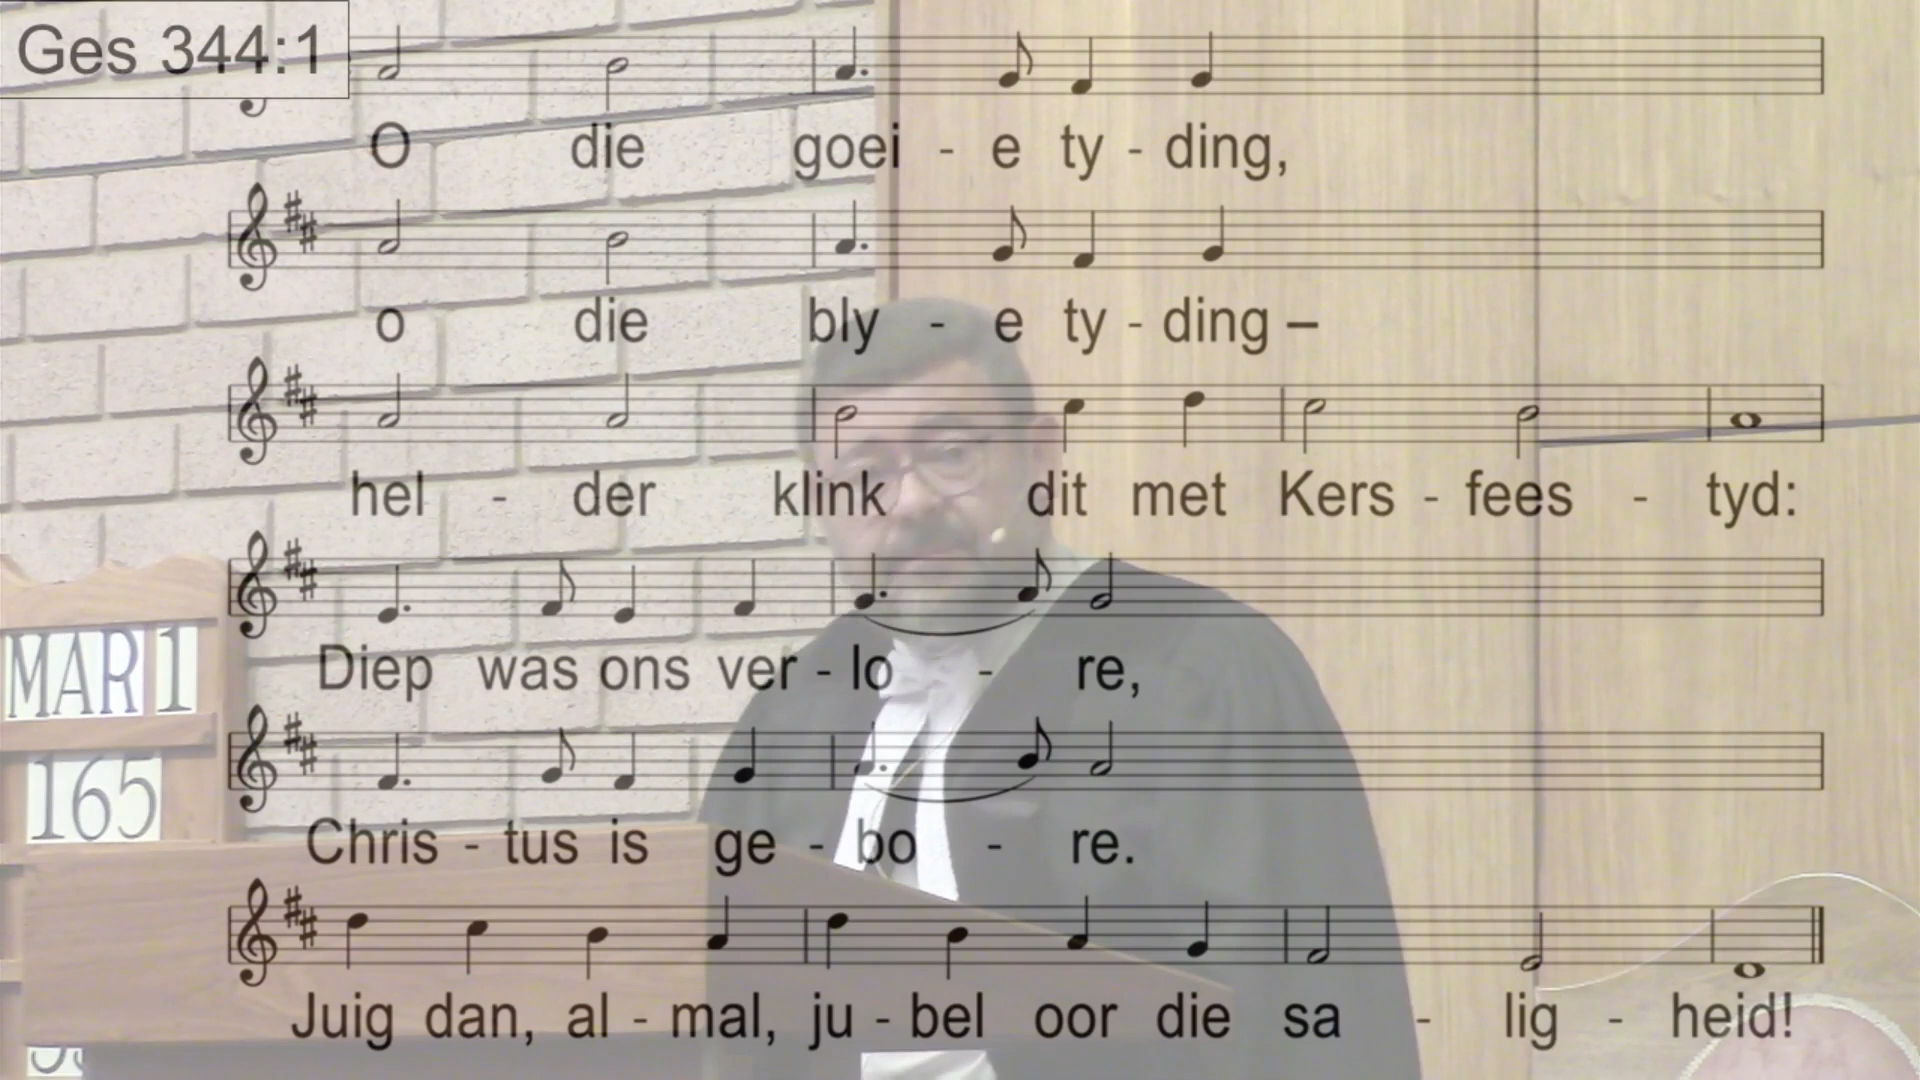 Ges 344:1
O die goei - e ty - ding,
o die bly - e ty - ding –
hel - der klink dit met Kers - fees - tyd:
Diep was ons ver - lo - re,
MAR 1
Chris - tus is ge - bo - re.
165
Juig dan, al - mal, ju - bel oor die sa - lig - heid!